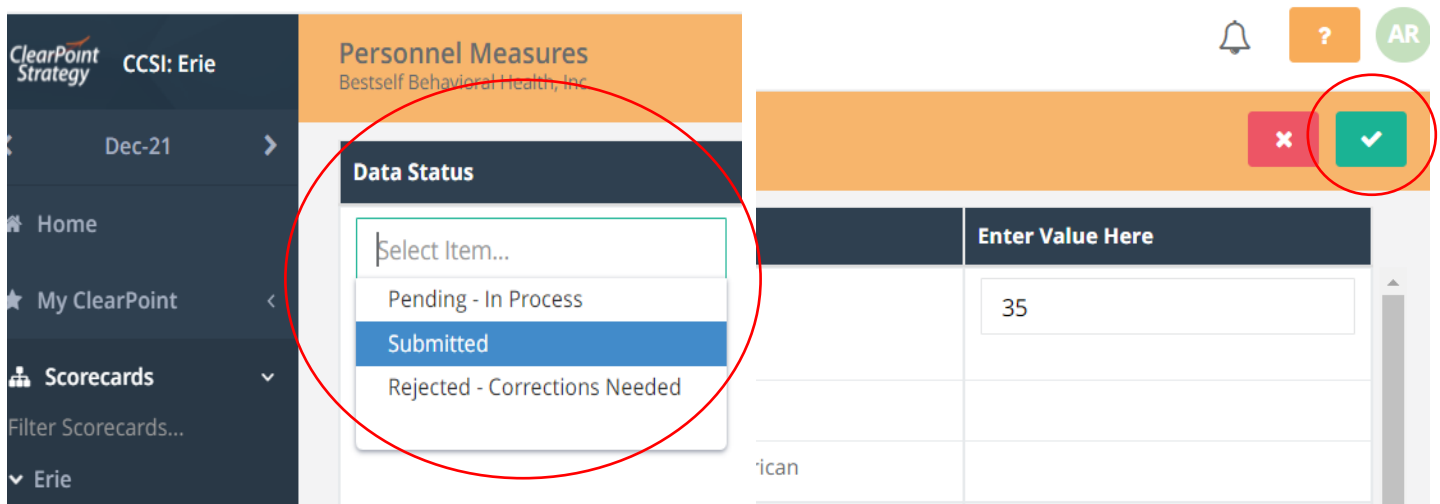 ClearPoint
Strategy
CCSI: Erie
Dec-21
Home
My ClearPoint
Scorecards
Filter Scorecards...
Erie
Personnel Measures
Bestself Behavioral Health, Inc
Data Status
Select Item...
Pending - In Process
Submitted
Rejected - Corrections Needed
?
AR
Enter Value Here
35
rican